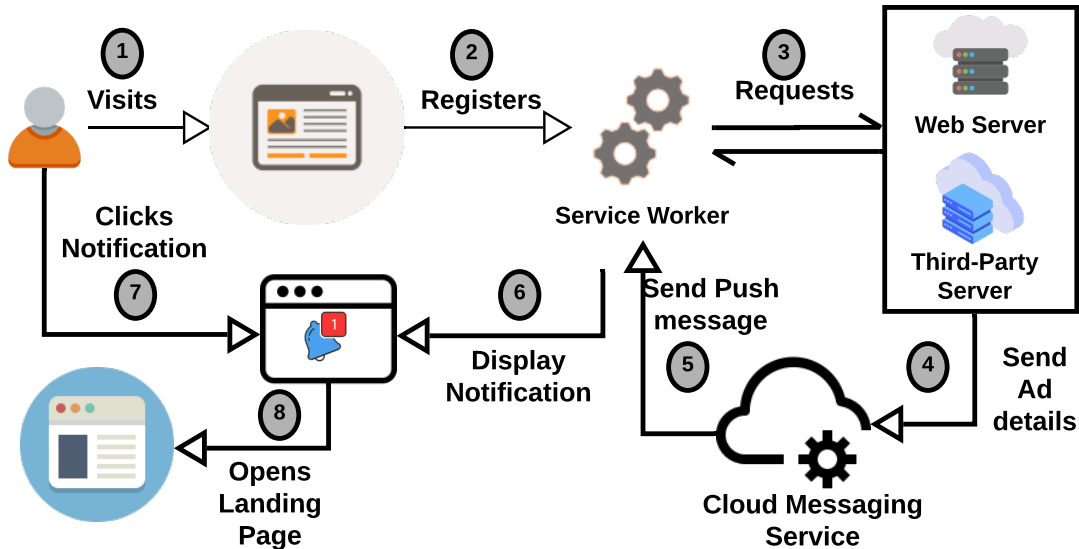 1
Visits
2
Registers
3
Requests
Web Server
Third-Party
Server
Service Worker
Clicks
Notification
7
1
6
Display
Notification
Send Push
message
5
4
Send
Ad
details
8
Opens
Landing
Page
Cloud Messaging
Service